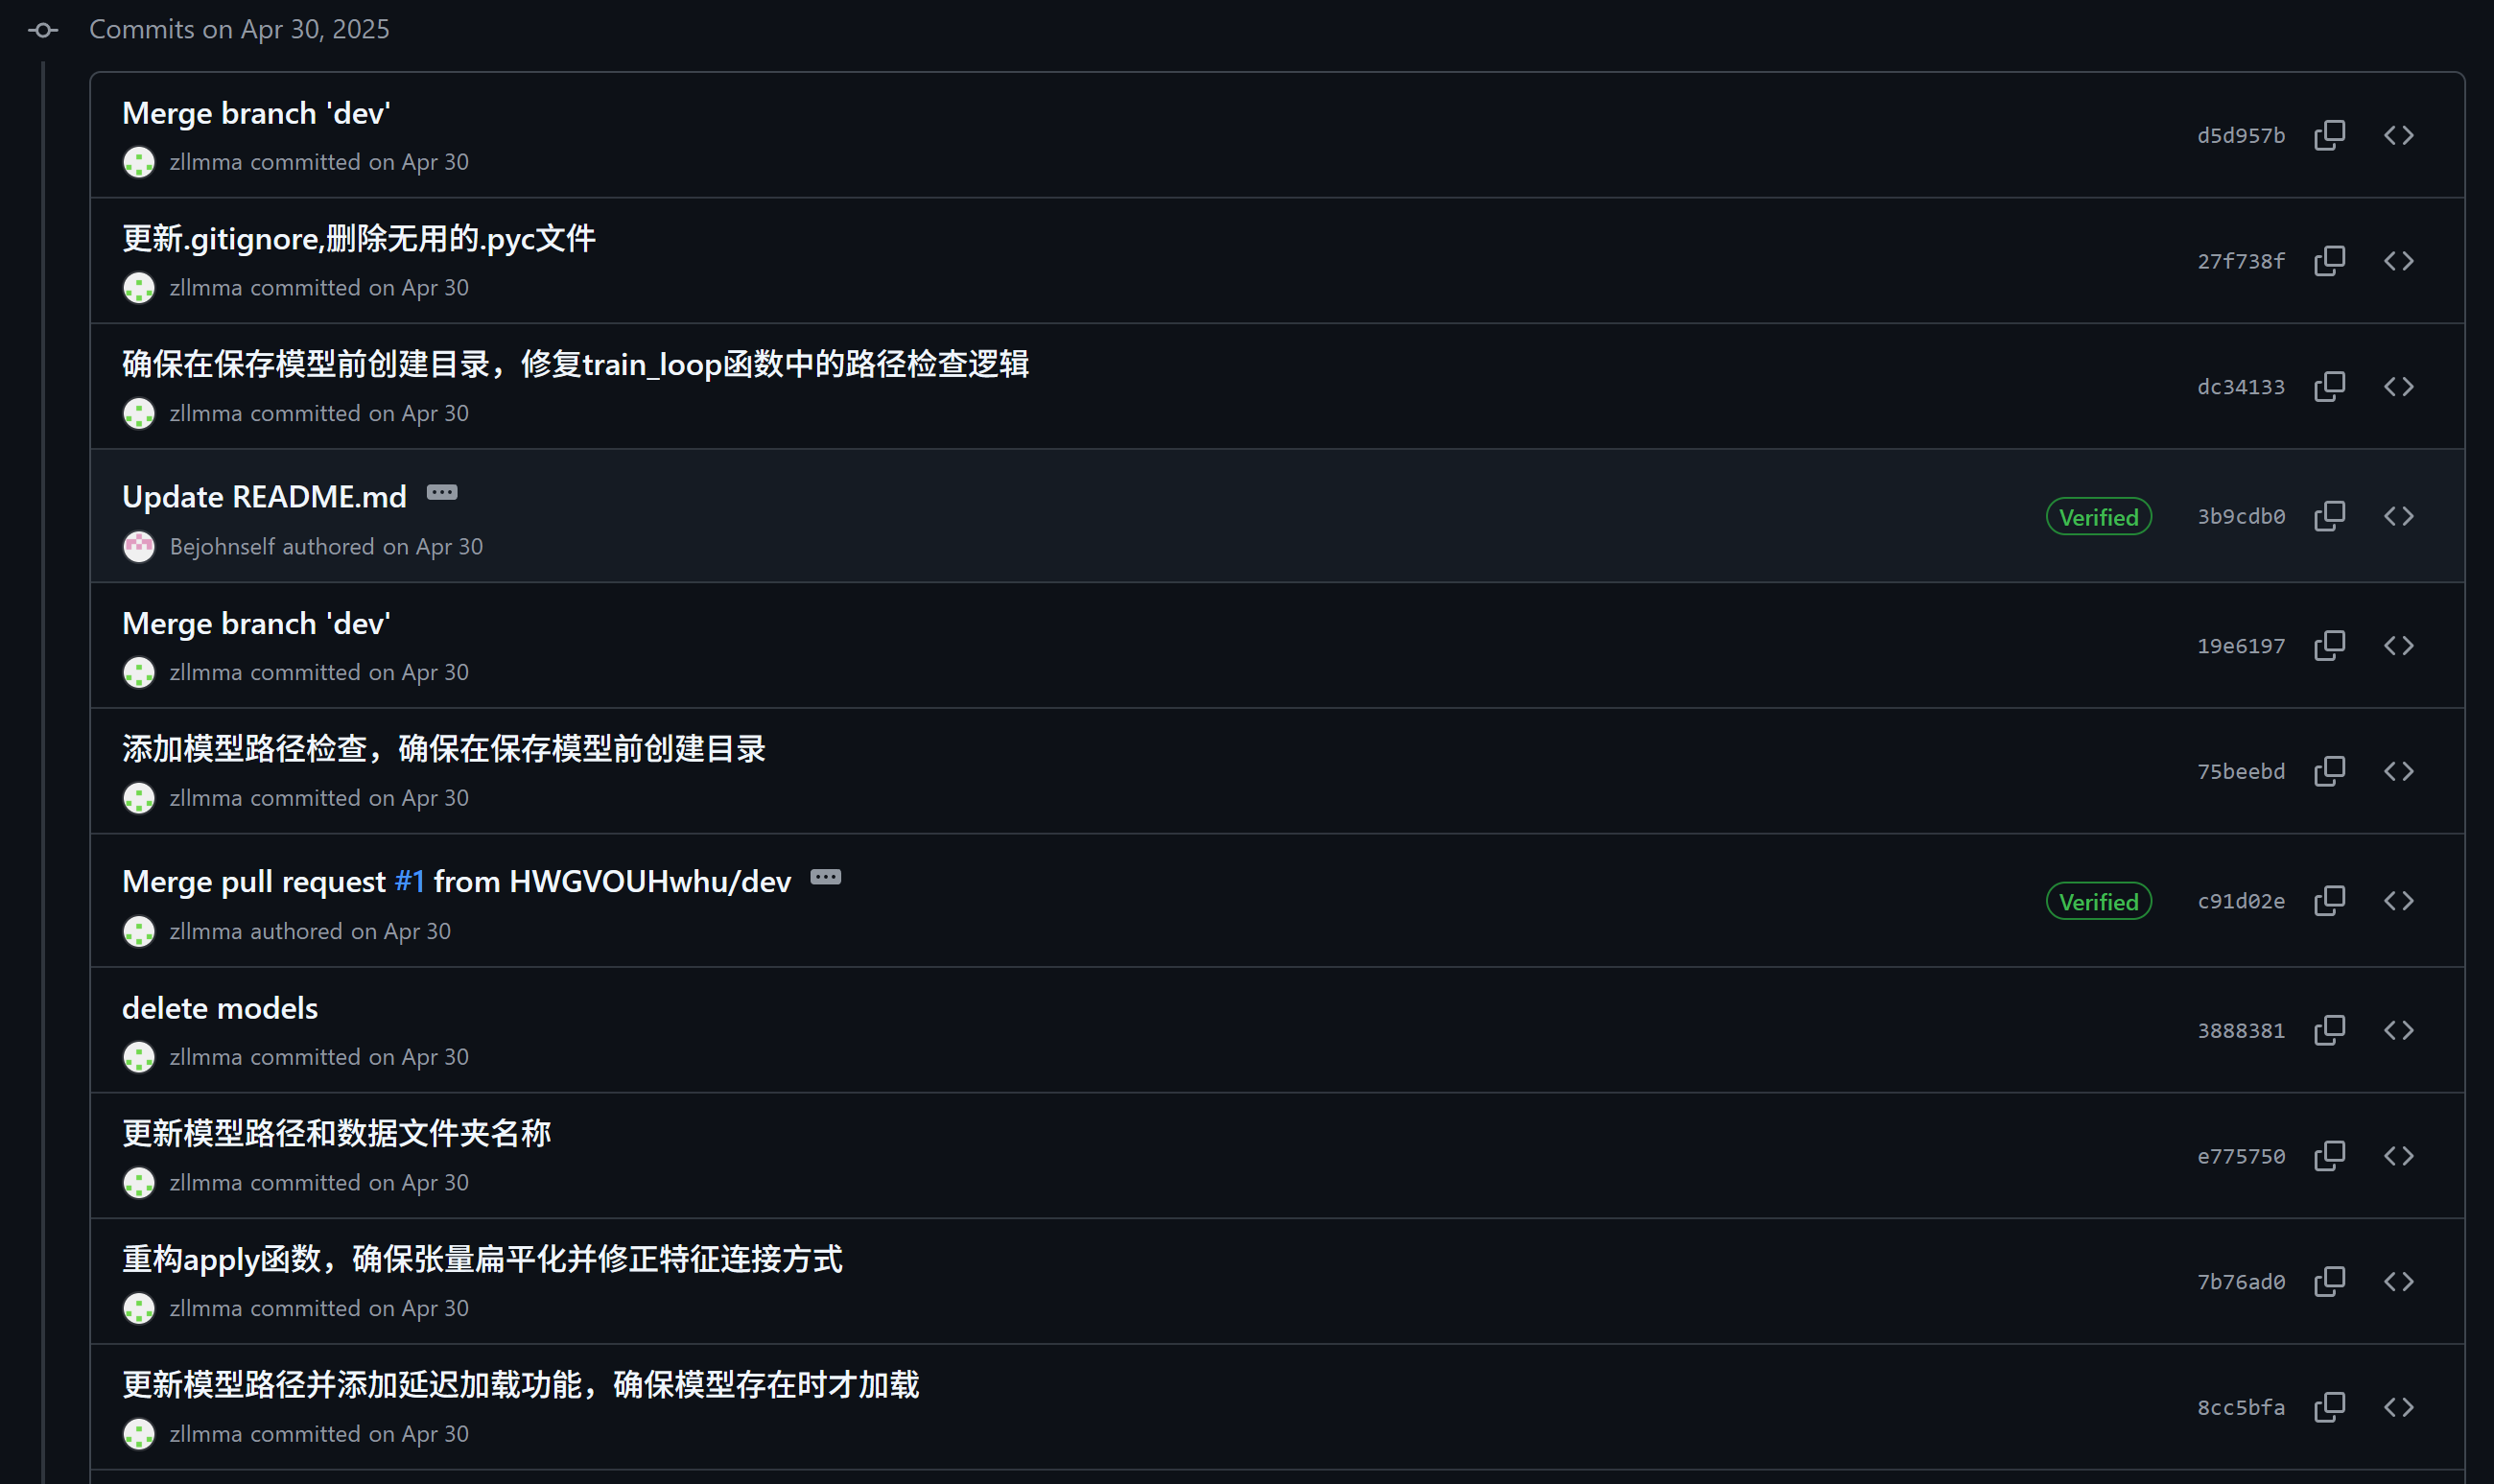 Commits on Apr 30, 2025
Merge branch 'dev'
zllmma committed on Apr 30
d5d957b
更新.gitignore,删除无用的.pyc文件
zllmma committed on Apr 30
27f738f
确保在保存模型前创建目录，修复train_loop函数中的路径检查逻辑
zllmma committed on Apr 30
dc34133
Update README.md
Bejohnself authored on Apr 30
Verified
3b9cdb0
Merge branch 'dev'
zllmma committed on Apr 30
19e6197
添加模型路径检查，确保在保存模型前创建目录
zllmma committed on Apr 30
75beebd
Merge pull request #1 from HWGVOUHwhu/dev
zllmma authored on Apr 30
Verified
c91d02e
delete models
zllmma committed on Apr 30
3888381
更新模型路径和数据文件夹名称
zllmma committed on Apr 30
e775750
重构apply函数，确保张量扁平化并修正特征连接方式
zllmma committed on Apr 30
7b76ad0
更新模型路径并添加延迟加载功能，确保模型存在时才加载
zllmma committed on Apr 30
8cc5bfa